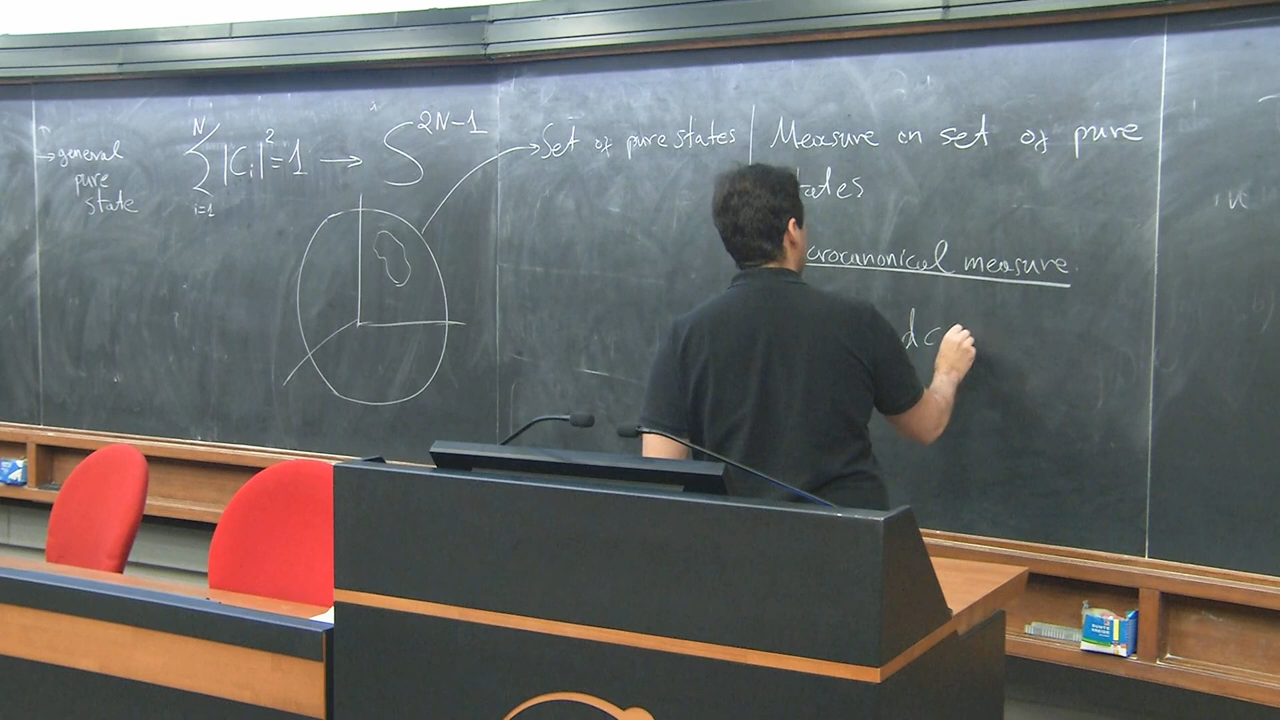 → general
pure
state
N
∑ |Ci|²=1 → S^2N-1
i=1
→ Set of pure states | Measure on set of pure
tates
crocanonical measure.
dc